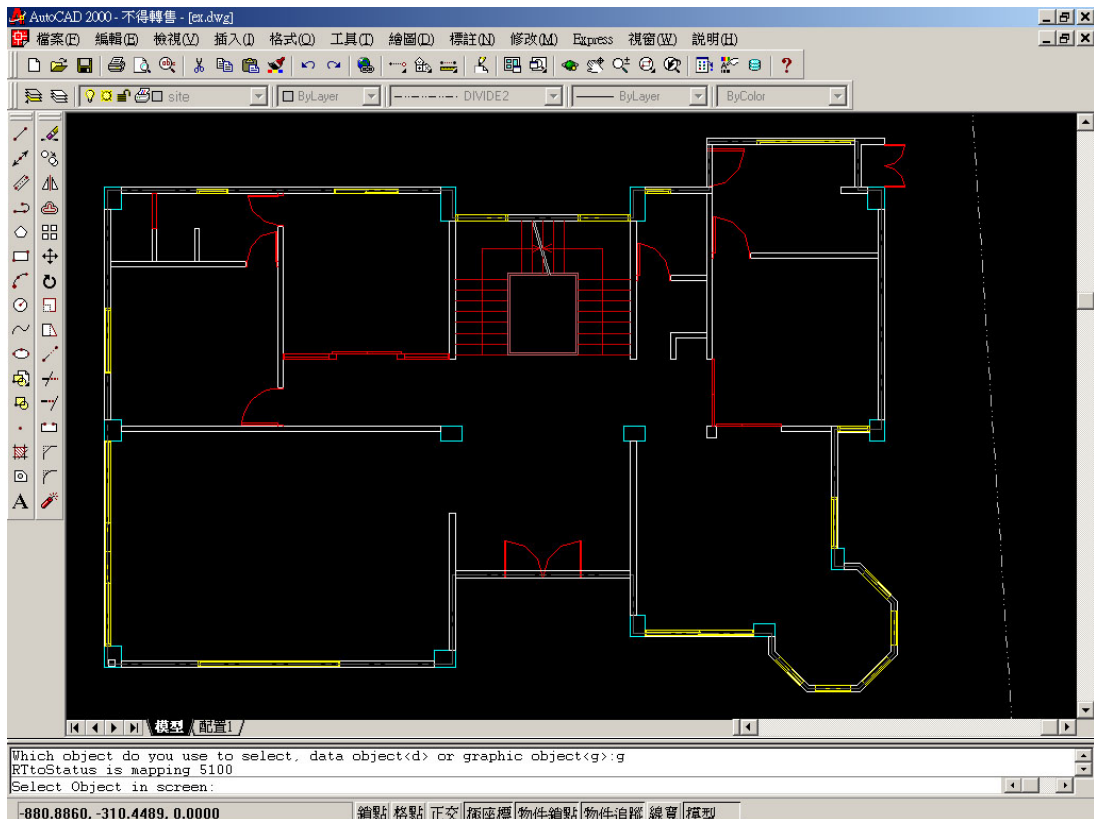 AutoCAD 2000 - 不得轉售 - [ex.dwg]
檔案(F) 編輯(E) 檢視(V) 插入(I) 格式(O) 工具(T) 繪圖(D) 標註(N) 修改(M) Express 視窗(W) 說明(H)
site ByLayer DIVIDE2 ByLayer ByColor
A
模型 配置1
Which object do you use to select, data object<d> or graphic object<g>:g
RTtoStatus is mapping 5100
Select Object in screen:
-880.8860, -310.4489, 0.0000 鎖點 格點 正交 極座標 物件鎖點 物件追蹤 線寬 模型